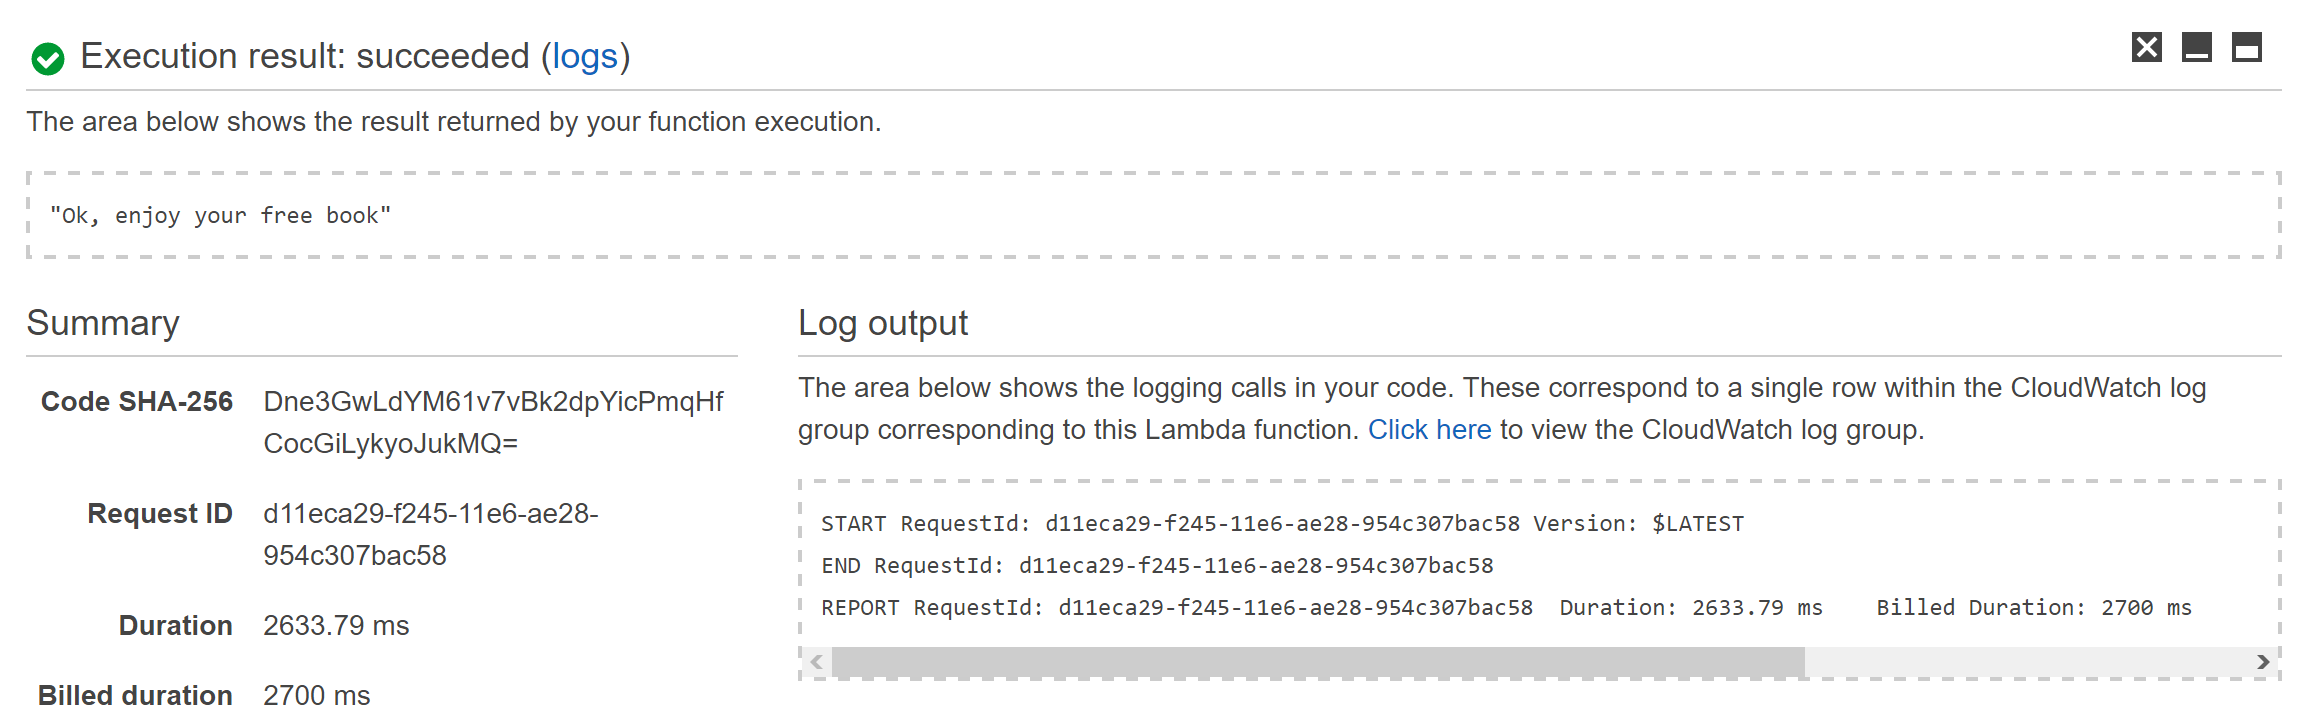 Execution result: succeeded (logs)
The area below shows the result returned by your function execution.
"Ok, enjoy your free book"
Summary
Code SHA-256 Dne3GwLdYM61v7vBk2dpYicPmqHf
CocGiLykyoJukMQ=
Request ID d11eca29-f245-11e6-ae28-
954c307bac58
Duration 2633.79 ms
Billed duration 2700 ms
Log output
The area below shows the logging calls in your code. These correspond to a single row within the CloudWatch log
group corresponding to this Lambda function. Click here to view the CloudWatch log group.
START RequestId: d11eca29-f245-11e6-ae28-954c307bac58 Version: $LATEST
END RequestId: d11eca29-f245-11e6-ae28-954c307bac58
REPORT RequestId: d11eca29-f245-11e6-ae28-954c307bac58 Duration: 2633.79 ms Billed Duration: 2700 ms